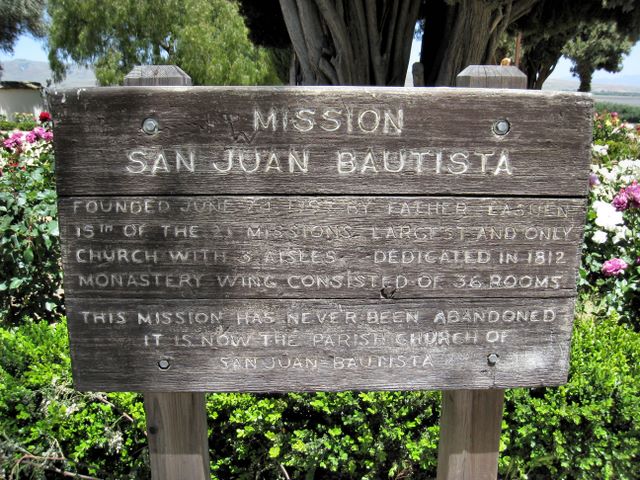 MISSION
SAN JUAN BAUTISTA
FOUNDED JUNE 24 1797 BY FATHER LASUEN
15TH OF THE 21 MISSIONS LARGEST AND ONLY
CHURCH WITH 3 AISLES. DEDICATED IN 1812
MONASTERY WING CONSISTED OF 36 ROOMS
THIS MISSION HAS NEVER BEEN ABANDONED
IT IS NOW THE PARISH CHURCH OF
SAN JUAN BAUTISTA